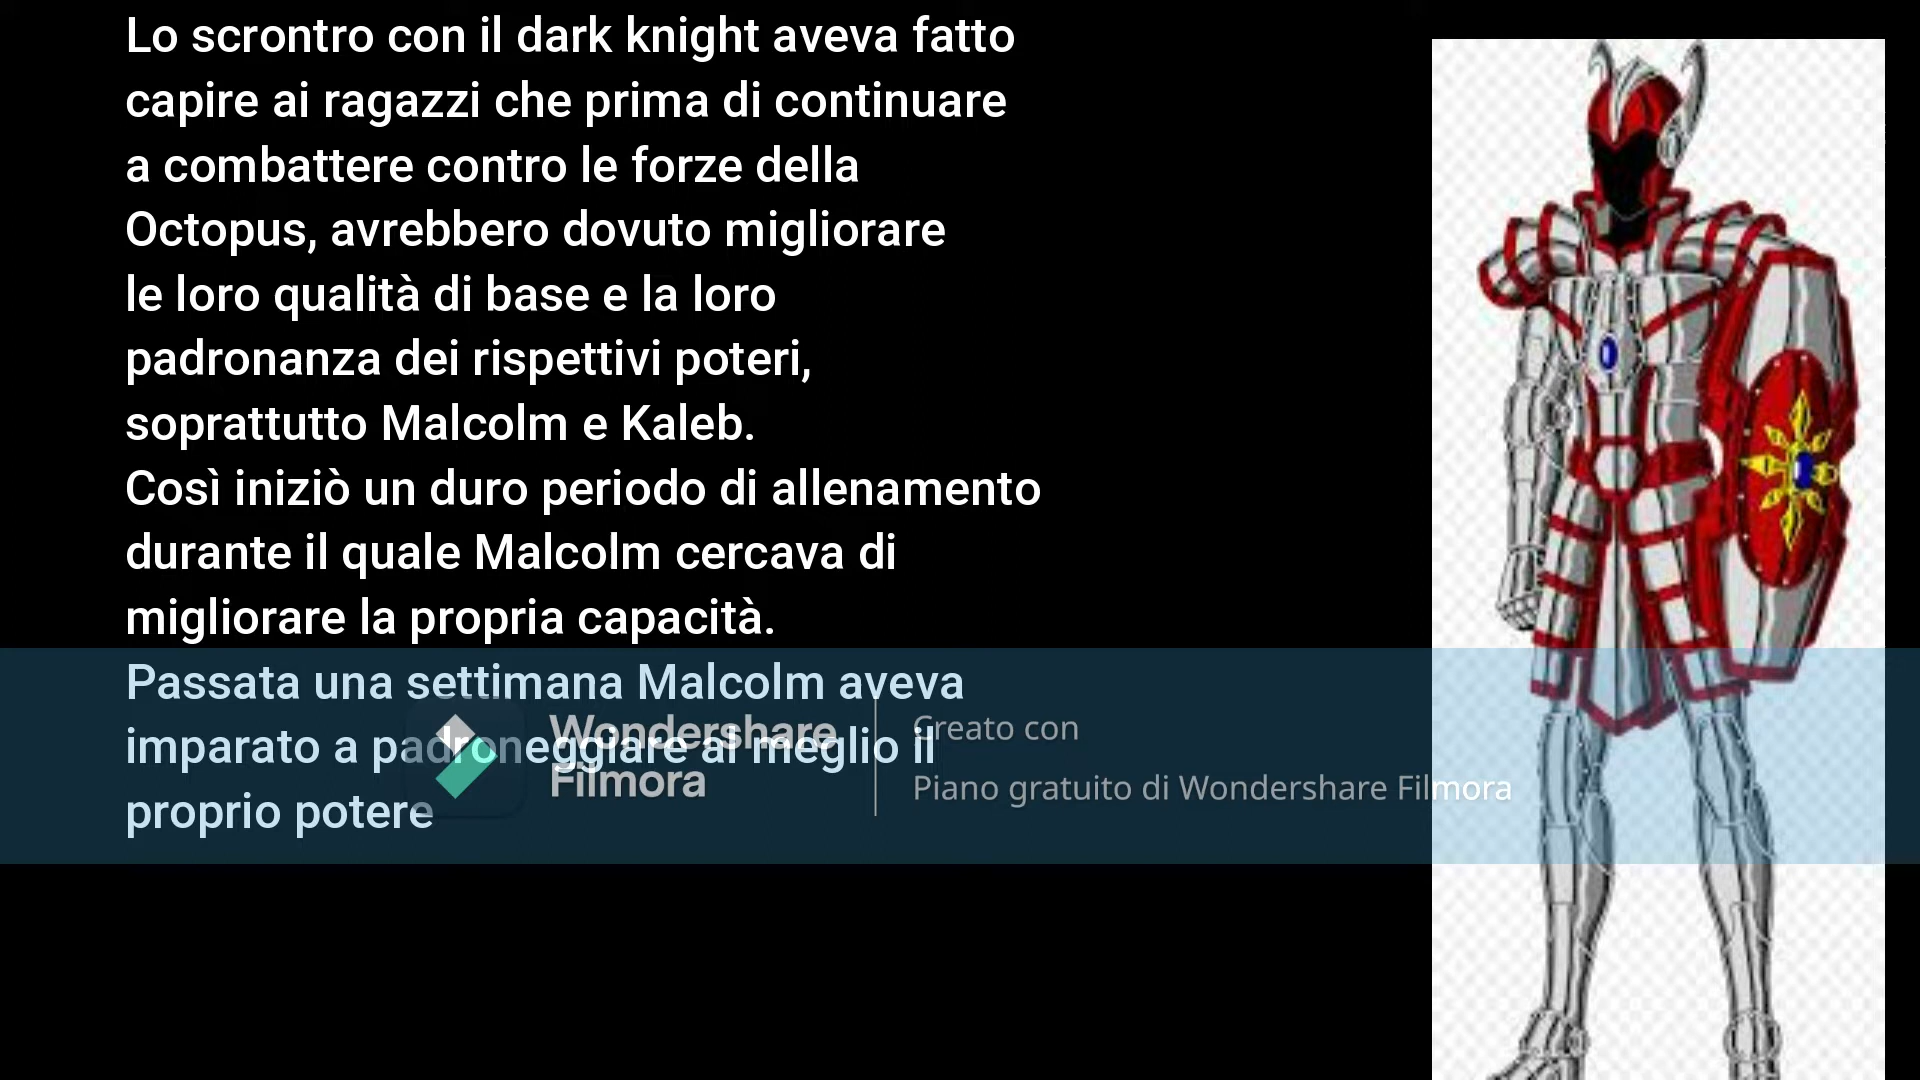 Lo scrontro con il dark knight aveva fatto
capire ai ragazzi che prima di continuare
a combattere contro le forze della
Octopus, avrebbero dovuto migliorare
le loro qualità di base e la loro
padronanza dei rispettivi poteri,
soprattutto Malcolm e Kaleb.
Così iniziò un duro periodo di allenamento
durante il quale Malcolm cercava di
migliorare la propria capacità.
Passata una settimana Malcolm aveva
imparato a padroneggiare al meglio il
proprio potere
Wondershare
Filmora
Creato con
Piano gratuito di Wondershare Filmora